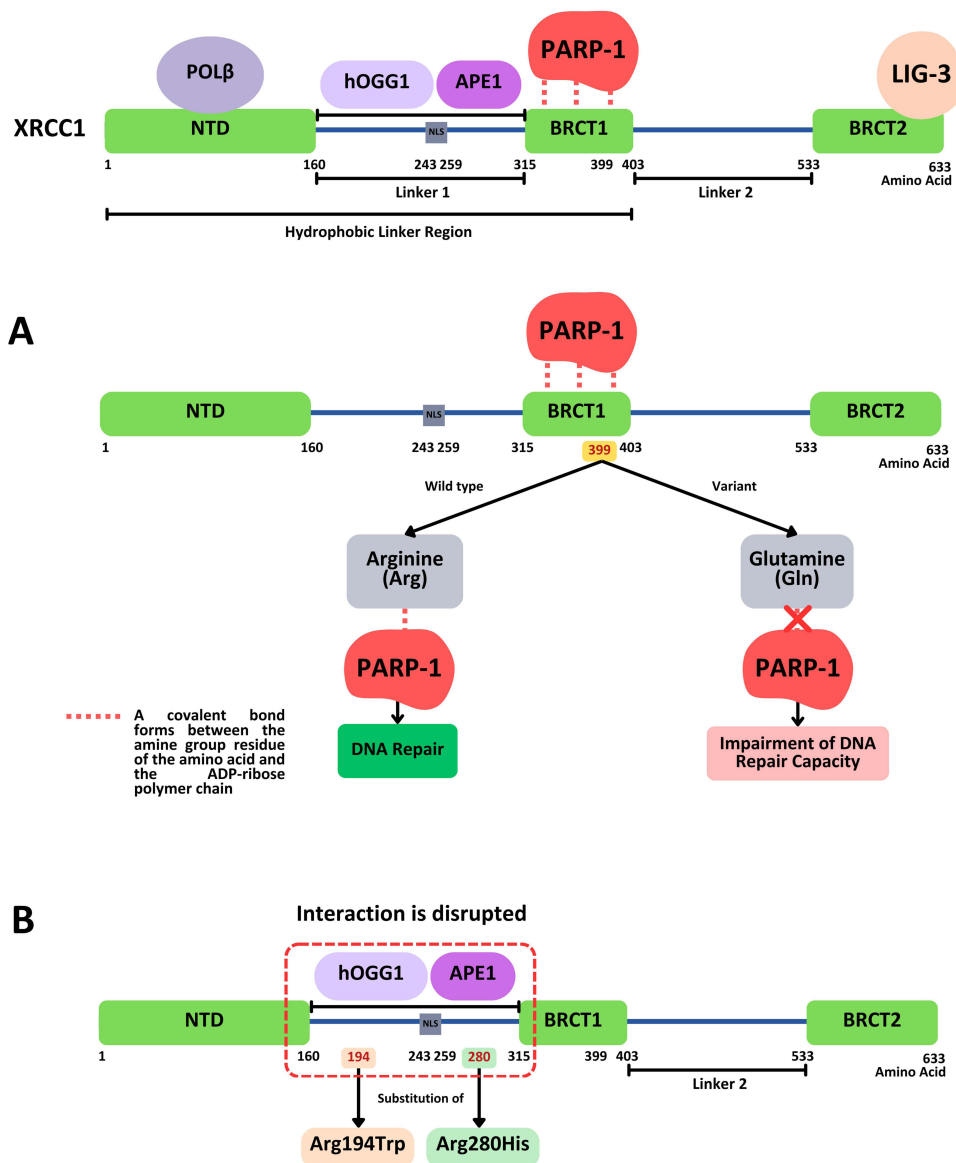 PARP-1
POLβ
hOGG1
APE1
LIG-3
XRCC1
NTD
NLS
BRCT1
BRCT2
1
160
243 259
315
399
403
533
633
Amino Acid
Linker 1
Linker 2
Hydrophobic Linker Region
A
PARP-1
NTD
NLS
BRCT1
BRCT2
1
160
243 259
315
399
403
533
633
Amino Acid
Wild type
Variant
Arginine
(Arg)
Glutamine
(Gln)
PARP-1
PARP-1
DNA Repair
Impairment of DNA
Repair Capacity
A covalent bond
forms between the
amine group residue
of the amino acid and
the ADP-ribose
polymer chain
B
Interaction is disrupted
hOGG1
APE1
NTD
NLS
BRCT1
BRCT2
1
160
194
243 259
280
315
399
403
533
633
Amino Acid
Linker 2
Substitution of
Arg194Trp
Arg280His